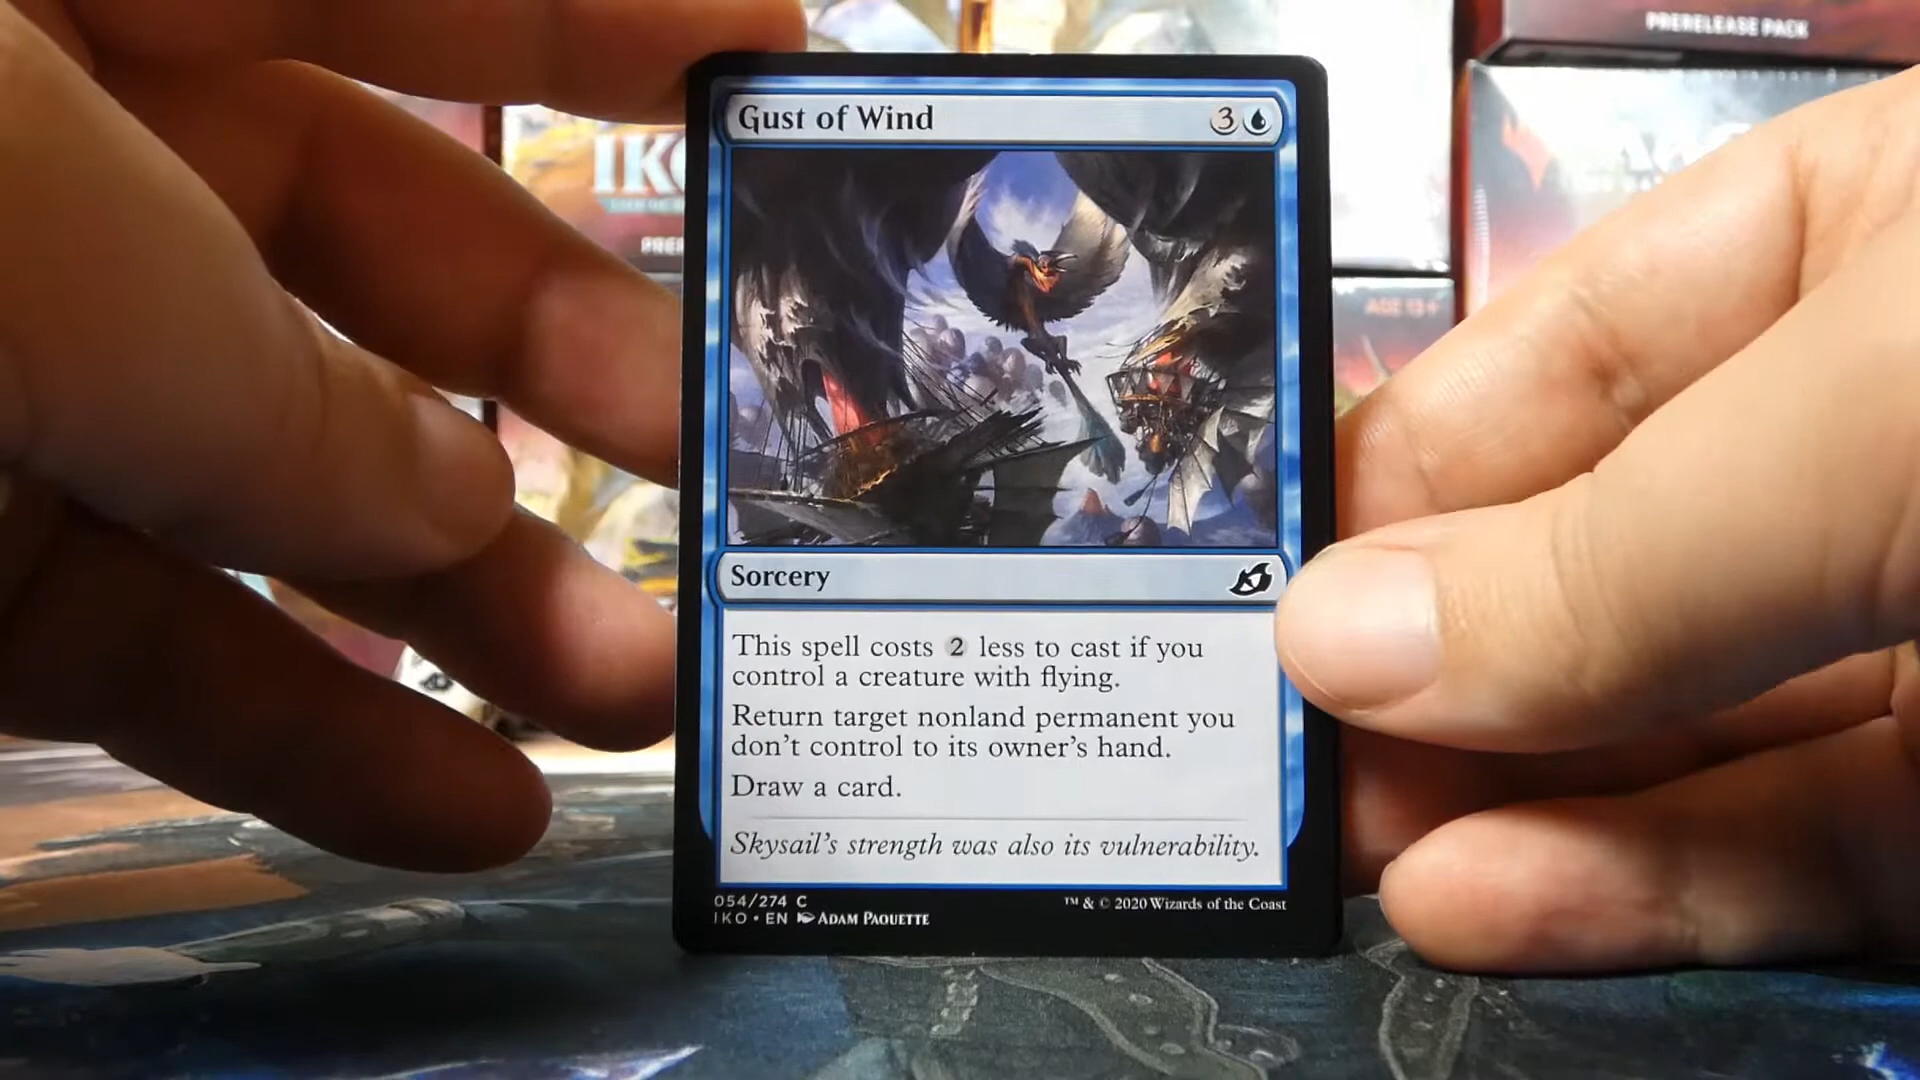 PRERELEASE PACK
Gust of Wind 3
IKO
AGE 13+
Sorcery
This spell costs 2 less to cast if you
control a creature with flying.
Return target nonland permanent you
don't control to its owner's hand.
Draw a card.
Skysail's strength was also its vulnerability.
054/274 C
IKO • EN ADAM PAQUETTE
™ & © 2020 Wizards of the Coast